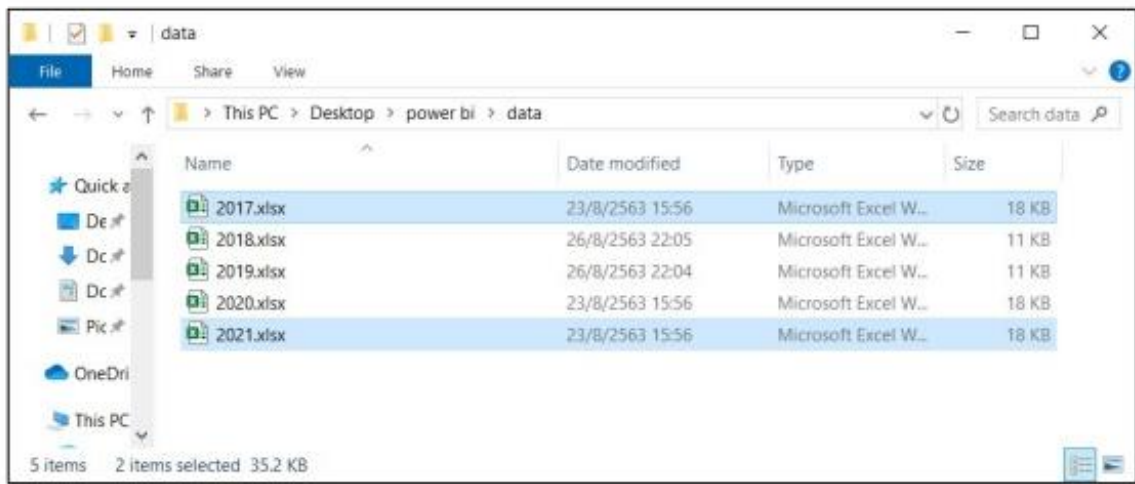 data
File Home Share View
This PC > Desktop > power bi > data Search data
Name Date modified Type Size
Quick a
2017.xlsx 23/8/2563 15:56 Microsoft Excel W... 18 KB
De
2018.xlsx 26/8/2563 22:05 Microsoft Excel W... 11 KB
Dc
2019.xlsx 26/8/2563 22:04 Microsoft Excel W... 11 KB
Dc
2020.xlsx 23/8/2563 15:56 Microsoft Excel W... 18 KB
Pic
2021.xlsx 23/8/2563 15:56 Microsoft Excel W... 18 KB
OneDri
This PC
5 items 2 items selected 35.2 KB